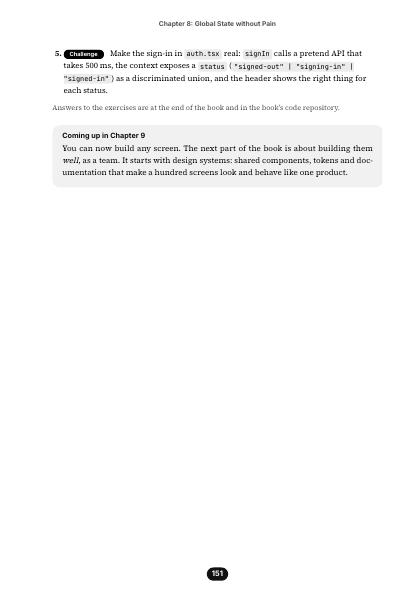 Chapter 8: Global State without Pain
5. Challenge Make the sign-in in auth.tsx real: signIn calls a pretend API that
takes 500 ms, the context exposes a status ( "signed-out" | "signing-in" |
"signed-in" ) as a discriminated union, and the header shows the right thing for
each status.
Answers to the exercises are at the end of the book and in the book's code repository.
Coming up in Chapter 9
You can now build any screen. The next part of the book is about building them
well, as a team. It starts with design systems: shared components, tokens and doc-
umentation that make a hundred screens look and behave like one product.
151